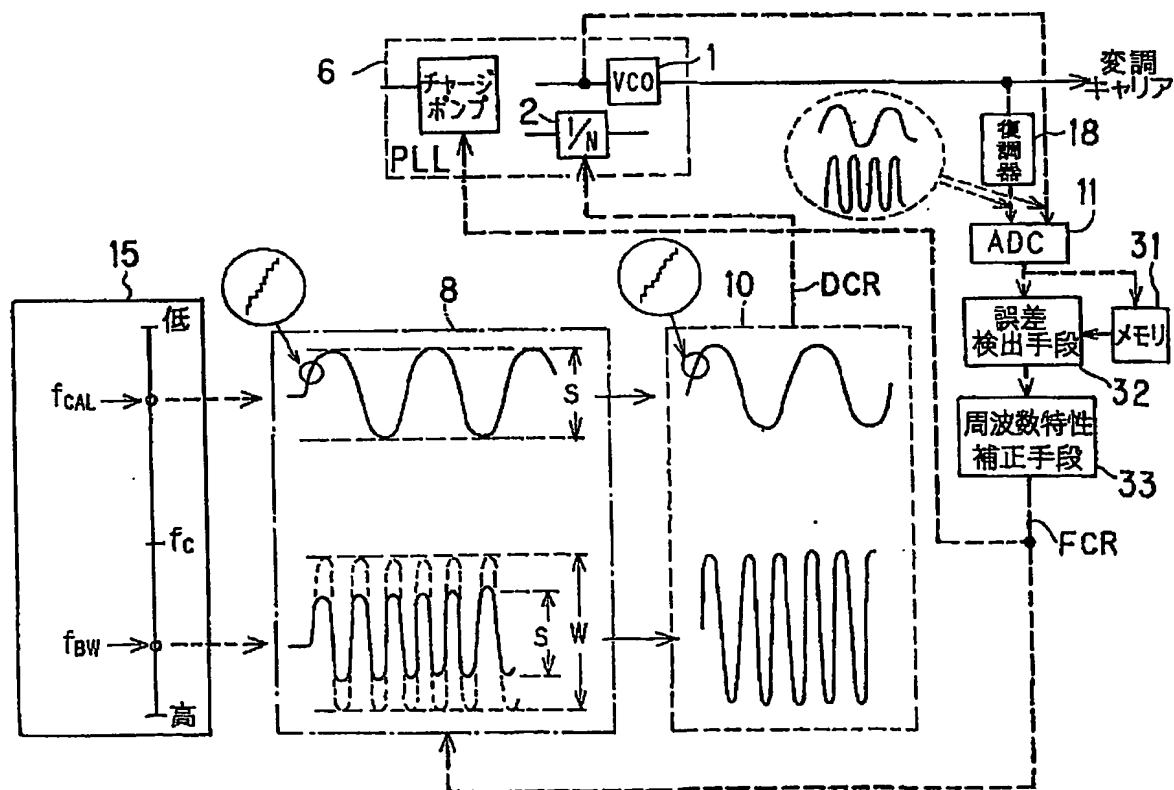 6
チャージ
ポンプ
PLL
2
1/N
VCO
1
変調
キャリア
復調器
18
ADC
11
31
メモリ
誤差
検出手段
32
周波数特性
補正手段
33
FCR
DCR
15
低
fCAL
fC
fBW
高
8
S
S
W
10